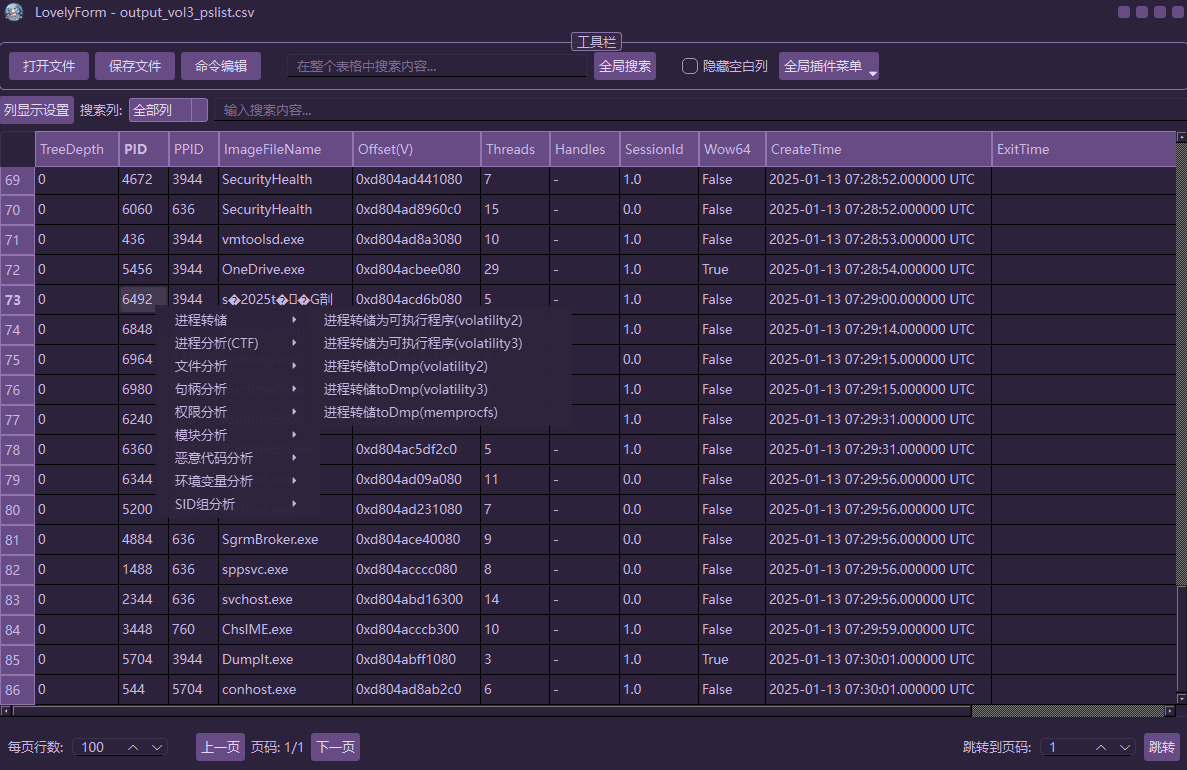 LovelyForm - output_vol3_pslist.csv
工具栏
打开文件 保存文件 命令编辑 在整个表格中搜索内容... 全局搜索 隐藏空白列 全局插件菜单
列显示设置 搜索列: 全部列 输入搜索内容...
TreeDepth PID PPID ImageFileName Offset(V) Threads Handles SessionId Wow64 CreateTime ExitTime
69 0 4672 3944 SecurityHealth 0xd804ad441080 7 - 1.0 False 2025-01-13 07:28:52.000000 UTC
70 0 6060 636 SecurityHealth 0xd804ad8960c0 15 - 0.0 False 2025-01-13 07:28:52.000000 UTC
71 0 436 3944 vmtoolsd.exe 0xd804ad8a3080 10 - 1.0 False 2025-01-13 07:28:53.000000 UTC
72 0 5456 3944 OneDrive.exe 0xd804acbee080 29 - 1.0 True 2025-01-13 07:28:54.000000 UTC
73 0 6492 3944 s�2025t�▯�G剒 0xd804acd6b080 5 - 1.0 False 2025-01-13 07:29:00.000000 UTC
进程转储 进程转储为可执行程序(volatility2)
74 0 6848 1.0 False 2025-01-13 07:29:14.000000 UTC
进程分析(CTF) 进程转储为可执行程序(volatility3)
75 0 6964 0.0 False 2025-01-13 07:29:15.000000 UTC
文件分析 进程转储toDmp(volatility2)
76 0 6980 0.0 False 2025-01-13 07:29:15.000000 UTC
句柄分析 进程转储toDmp(volatility3)
权限分析 进程转储toDmp(memprocfs)
77 0 6240 1.0 False 2025-01-13 07:29:31.000000 UTC
模块分析
78 0 6360 0xd804ac5df2c0 5 - 1.0 False 2025-01-13 07:29:31.000000 UTC
恶意代码分析
79 0 6344 0xd804ad09a080 11 - 1.0 False 2025-01-13 07:29:56.000000 UTC
环境变量分析
80 0 5200 0xd804ad231080 7 - 0.0 False 2025-01-13 07:29:56.000000 UTC
SID组分析
81 0 4884 636 SgrmBroker.exe 0xd804ace40080 9 - 0.0 False 2025-01-13 07:29:56.000000 UTC
82 0 1488 636 sppsvc.exe 0xd804acccc080 8 - 0.0 False 2025-01-13 07:29:56.000000 UTC
83 0 2344 636 svchost.exe 0xd804abd16300 14 - 0.0 False 2025-01-13 07:29:56.000000 UTC
84 0 3448 760 ChsIME.exe 0xd804acccb300 10 - 1.0 False 2025-01-13 07:29:59.000000 UTC
85 0 5704 3944 DumpIt.exe 0xd804abff1080 3 - 1.0 True 2025-01-13 07:30:01.000000 UTC
86 0 544 5704 conhost.exe 0xd804ad8ab2c0 6 - 1.0 False 2025-01-13 07:30:01.000000 UTC
每页行数: 100 上一页 页码: 1/1 下一页 跳转到页码: 1 跳转